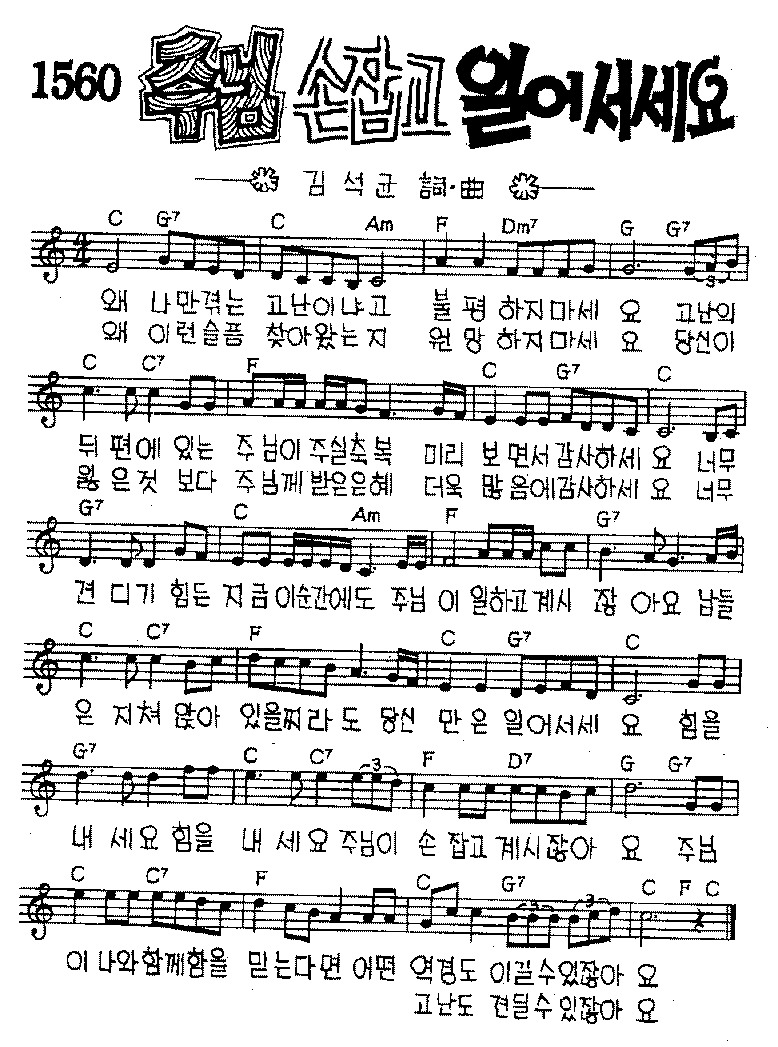 1560 주님 손잡고 일어서세요
김석균 詞·曲
C G7 C Am F Dm7 G G7
4 4
3
왜 나만겪는 고난이냐고 불평하지마세요 고난의
왜 이런슬픔 찾아왔는지 원망하지마세요 당신이
C C7 F C G7 C
뒤편에 있는 주님이주실축복 미리 보면서감사하세요 너무
잃은것 보다 주님께받은은혜 더욱 많음에감사하세요 너무
G7 C Am F G7
견디기 힘든 지금이순간에도 주님이 일하고계시잖아요 남들
C C7 F C G7 C
은 지쳐 앉아 있을찌라도 당신 만은 일어서세요 힘을
G7 C C7 3 F D7 G G7
내세요 힘을 내세요 주님이 손잡고 계시잖아요 주님
C C7 F C G7 3 3 C F C
이나와함께함을 믿는다면 어떤 역경도 이길수있잖아요
고난도 견딜수있잖아요